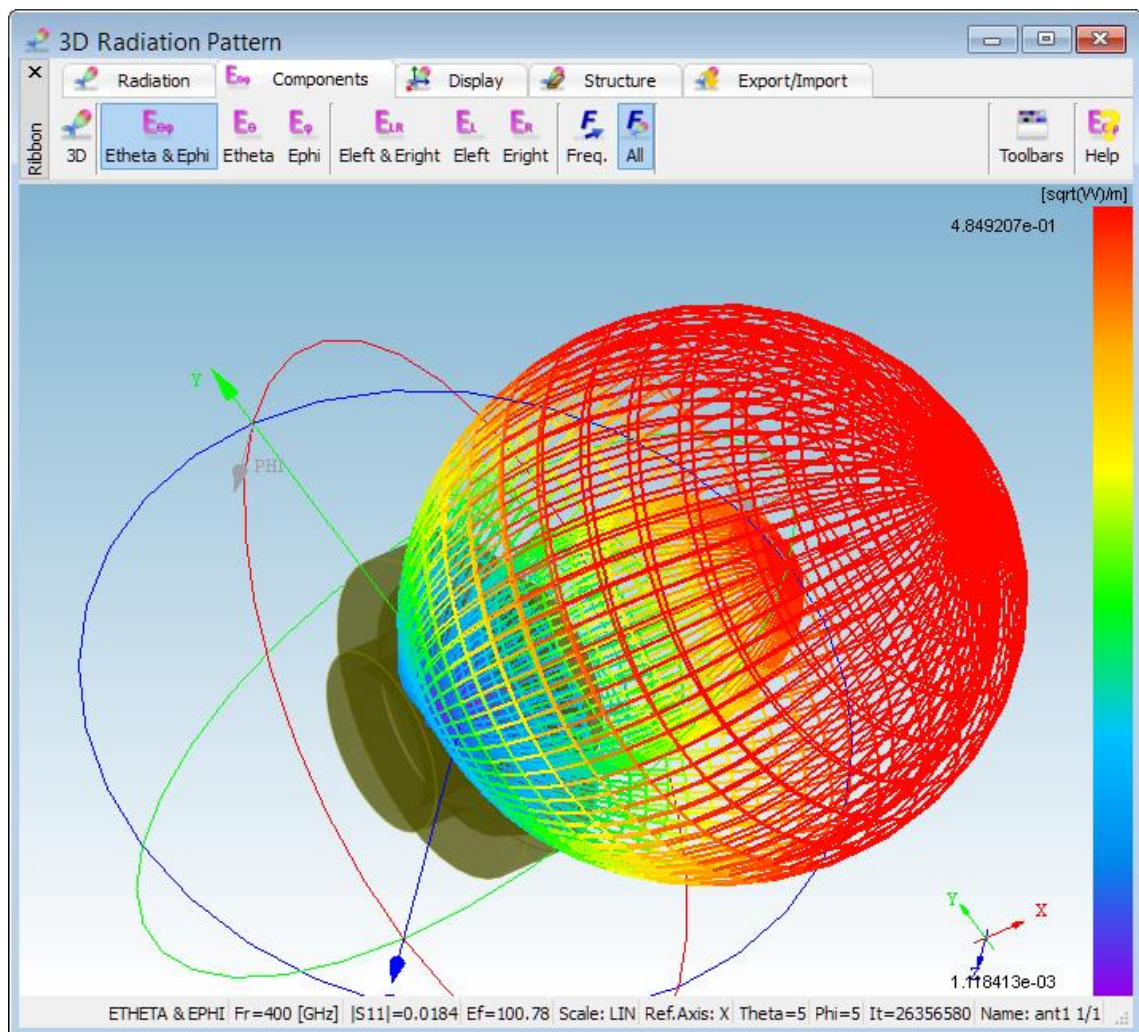 3D Radiation Pattern
Radiation Components Display Structure Export/Import
Ribbon
3D Etheta & Ephi Etheta Ephi Eleft & Eright Eleft Eright Freq. All Toolbars Help
[sqrt(W)/m]
4.849207e-01
Y
PHI
Y
X
Z
1.118413e-03
ETHETA & EPHI Fr=400 [GHz] |S11|=0.0184 Ef=100.78 Scale: LIN Ref.Axis: X Theta=5 Phi=5 It=26356580 Name: ant1 1/1